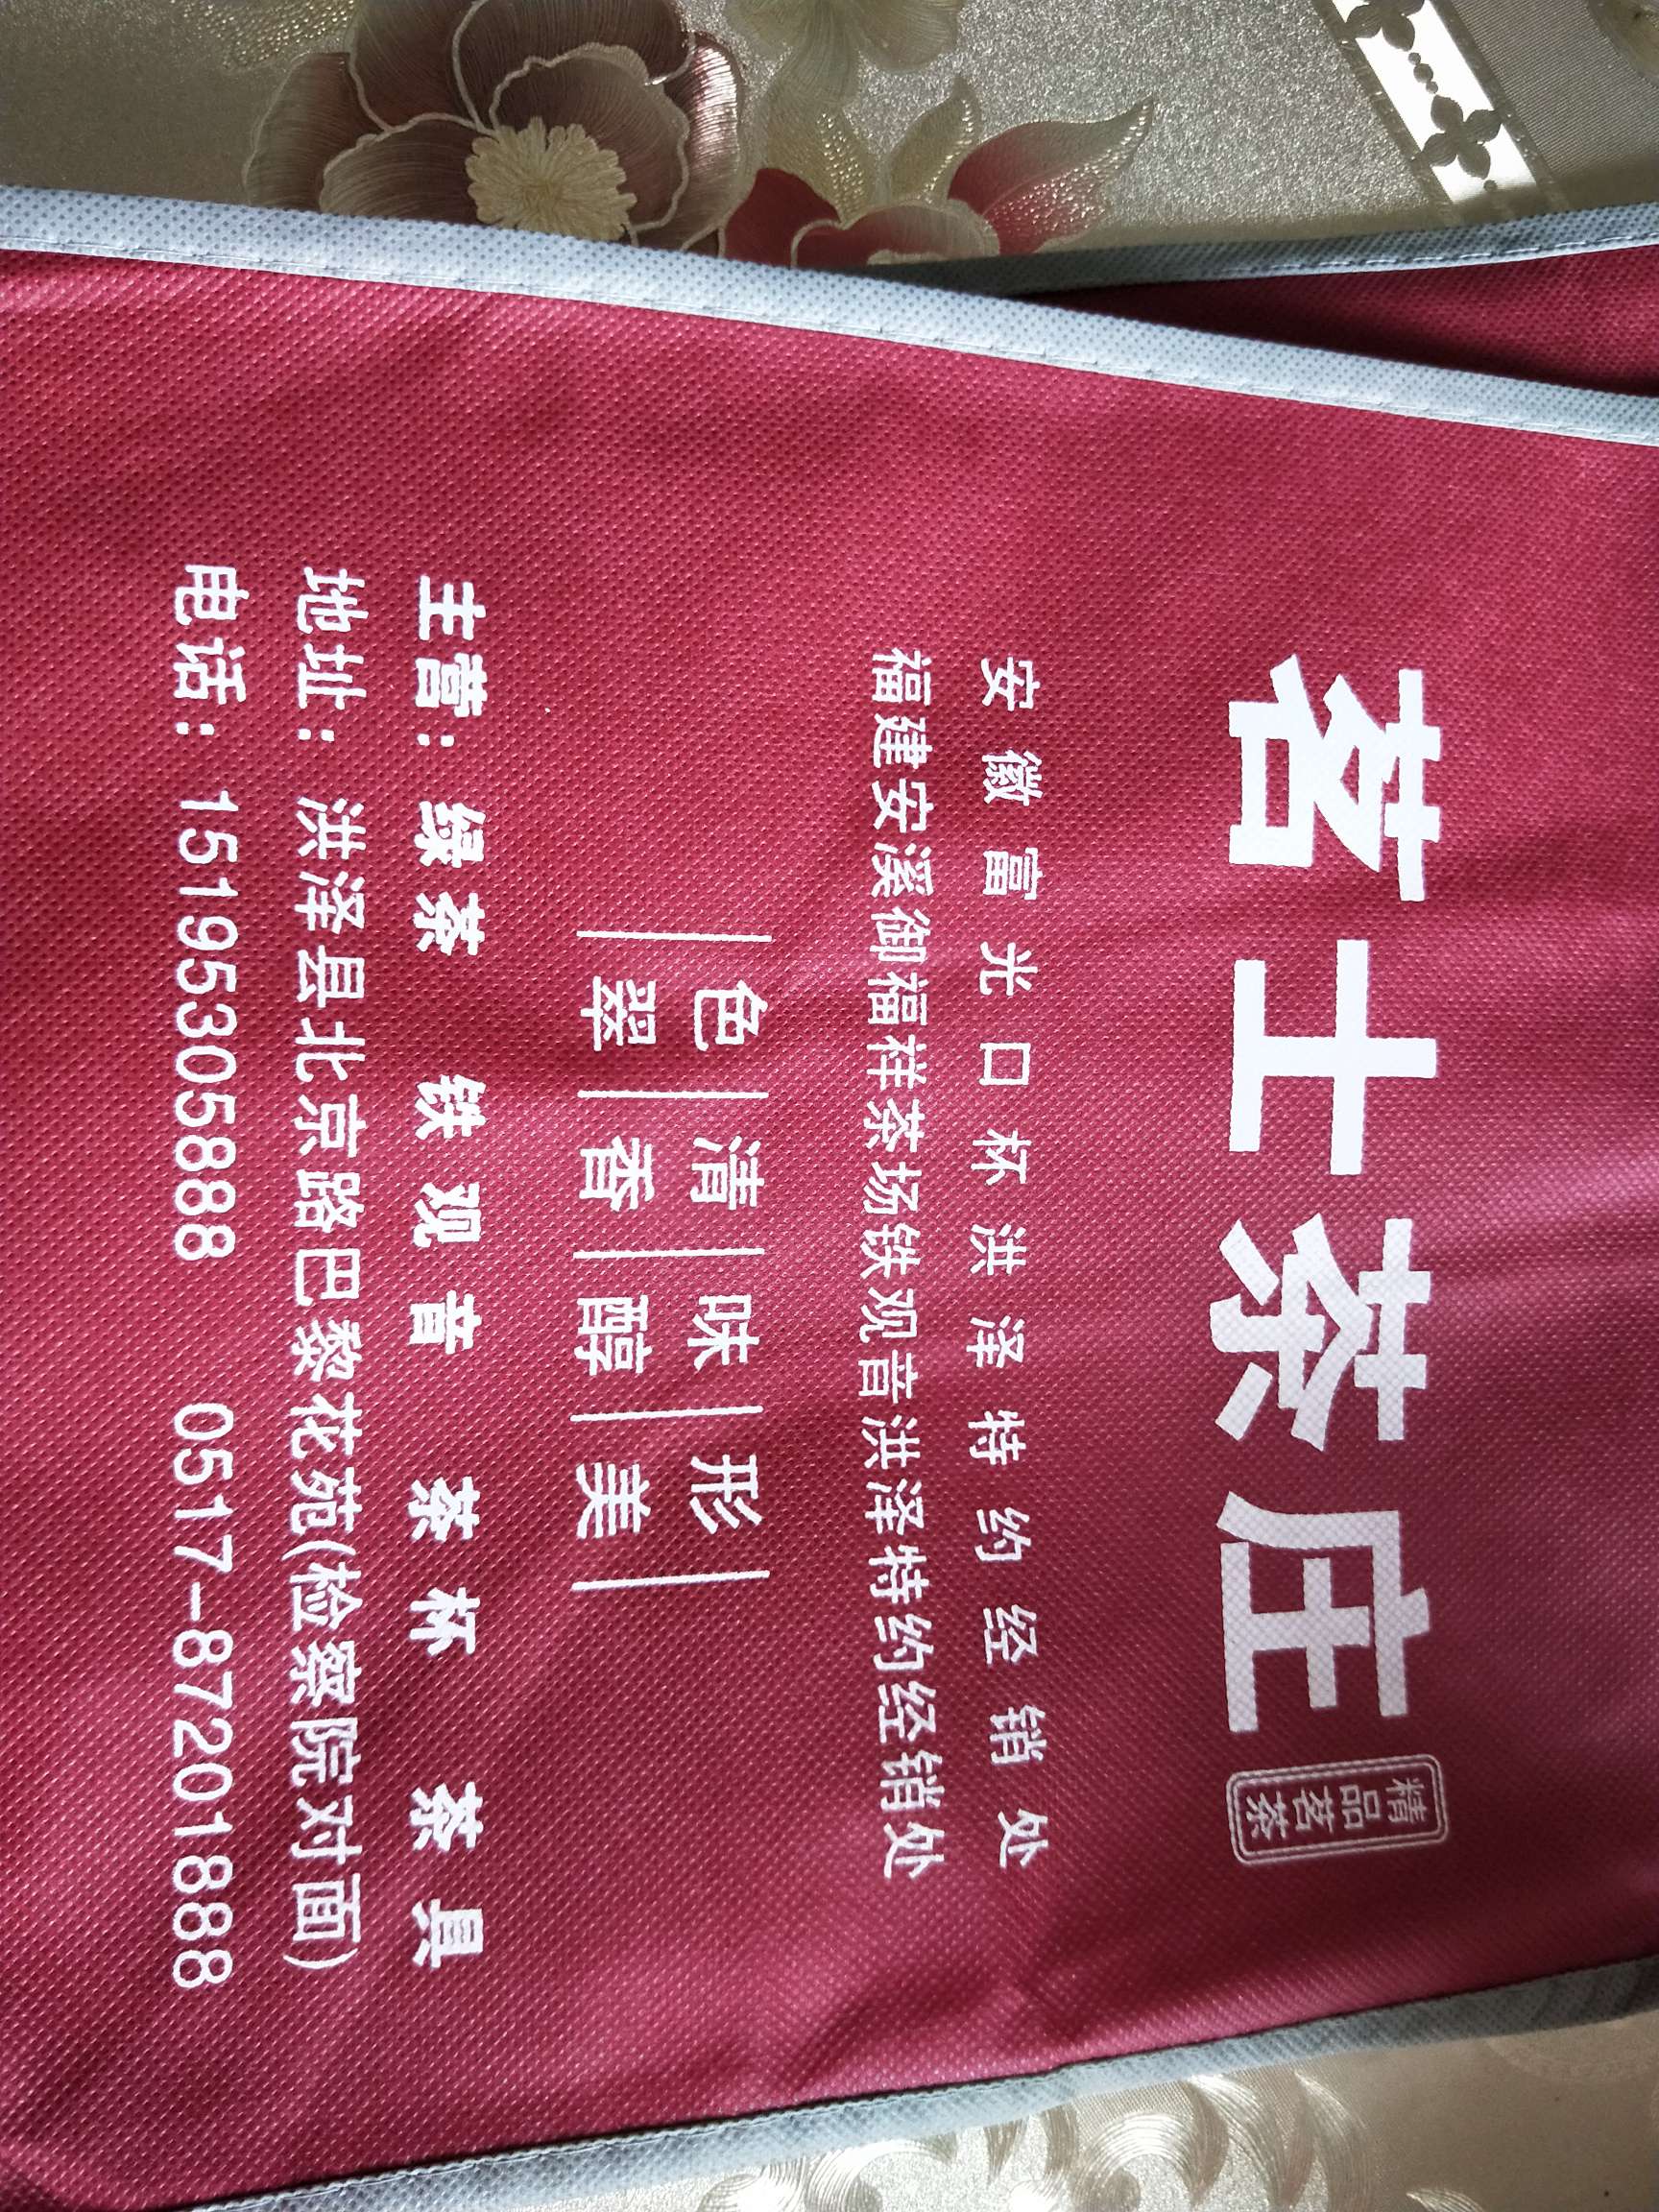 茗士茶庄
精品茗茶
安徽富光口杯洪泽特约经销处
福建安溪御福祥茶场铁观音洪泽特约经销处
色 清 味 形
翠 香 醇 美
主营：绿茶 铁观音 茶杯 茶具
地址：洪泽县北京路巴黎花苑(检察院对面)
电话：15195305888 0517-87201888